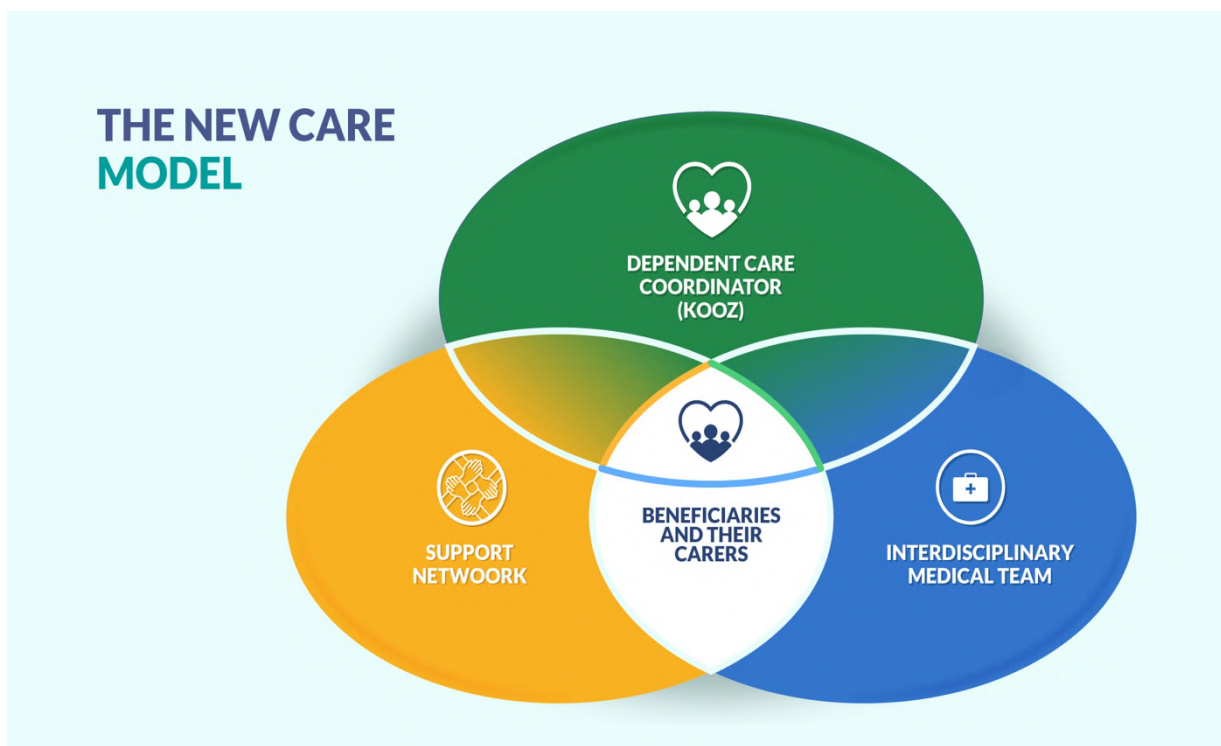 THE NEW CARE
MODEL
DEPENDENT CARE
COORDINATOR
(KOOZ)
BENEFICIARIES
AND THEIR
CARERS
SUPPORT
NETWOORK
INTERDISCIPLINARY
MEDICAL TEAM